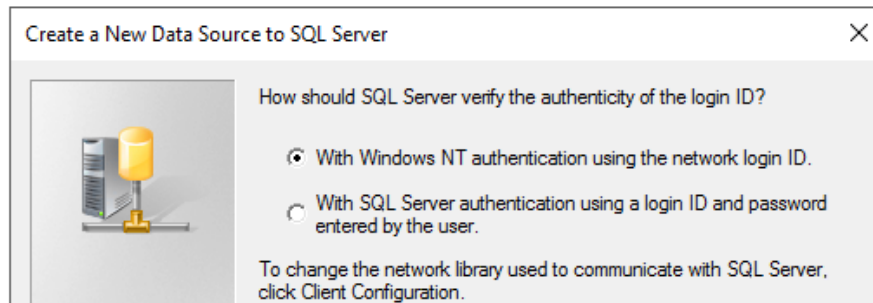 Create a New Data Source to SQL Server
How should SQL Server verify the authenticity of the login ID?
With Windows NT authentication using the network login ID.
With SQL Server authentication using a login ID and password
entered by the user.
To change the network library used to communicate with SQL Server,
click Client Configuration.